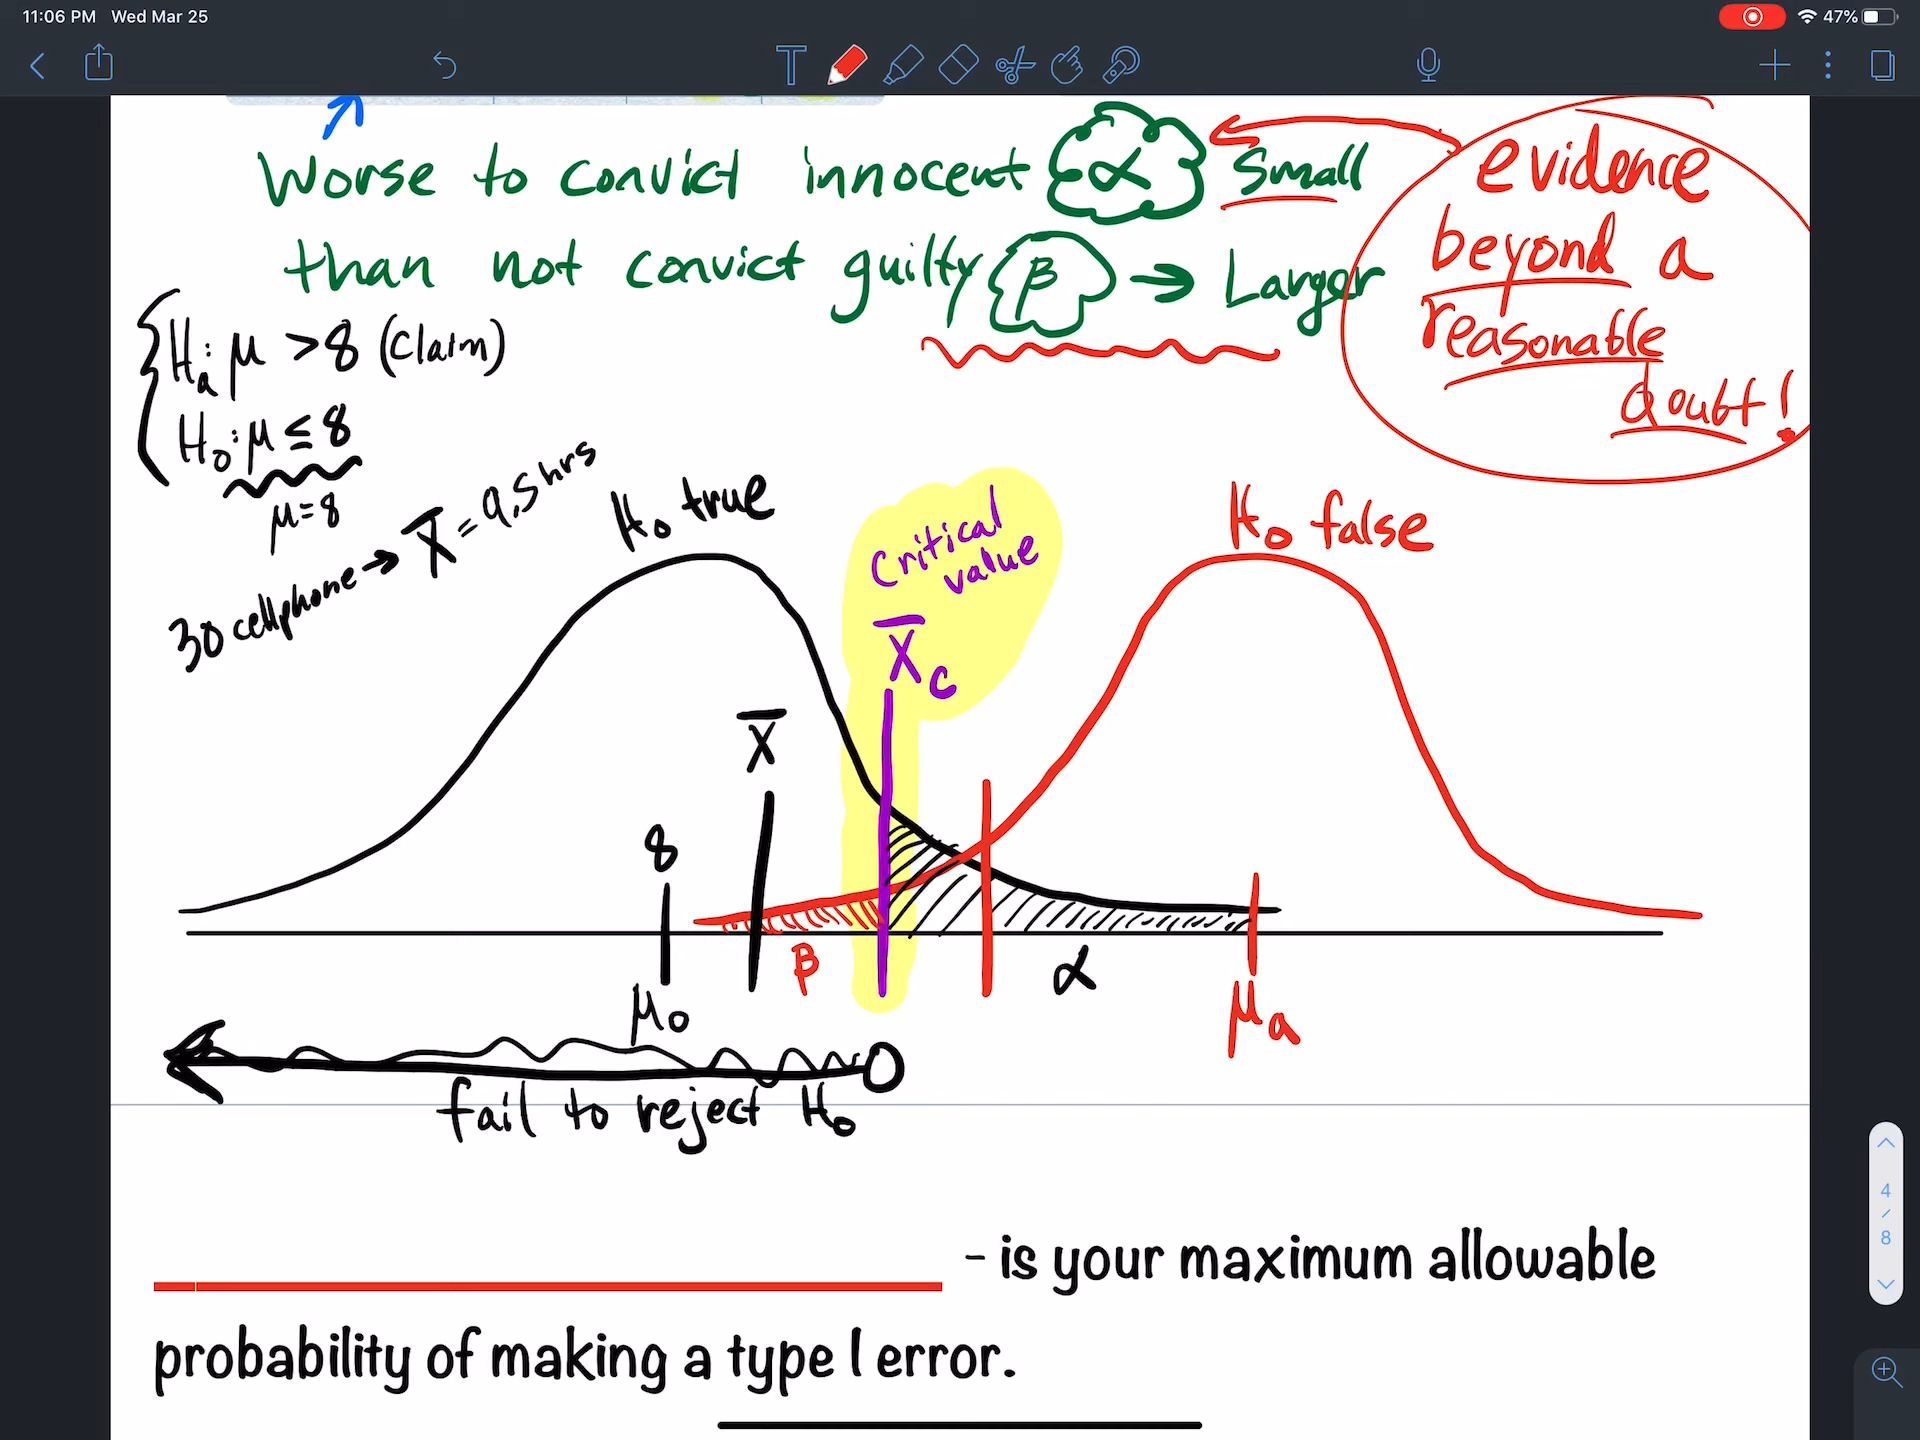 11:06 PM Wed Mar 25
47%
T
Worse to convict innocent α Small
than not convict guilty β → Larger
evidence
beyond a
reasonable
doubt!
Ha: μ > 8 (Claim)
H0: μ ≤ 8
μ = 8
30 cellphone → X̄ = 9.5 hrs
H0 true
Critical
value
X̄c
H0 false
X̄
8
β
α
μ0
μa
fail to reject H0
- is your maximum allowable
probability of making a type I error.
4
/
8